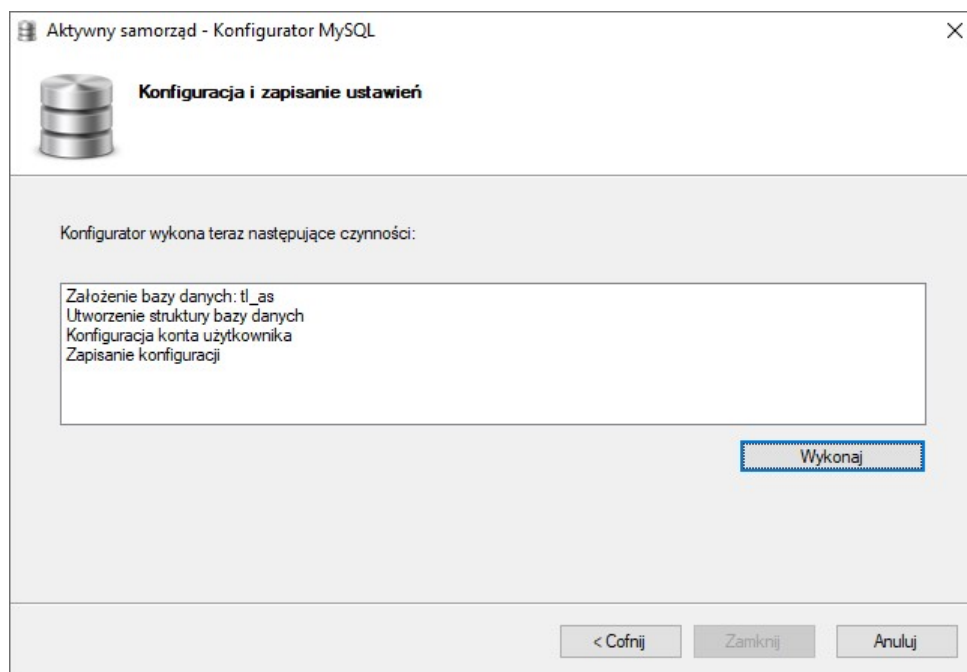 Aktywny samorząd - Konfigurator MySQL
Konfiguracja i zapisanie ustawień
Konfigurator wykona teraz następujące czynności:
Założenie bazy danych: tl_as
Utworzenie struktury bazy danych
Konfiguracja konta użytkownika
Zapisanie konfiguracji
Wykonaj
< Cofnij
Zamknij
Anuluj